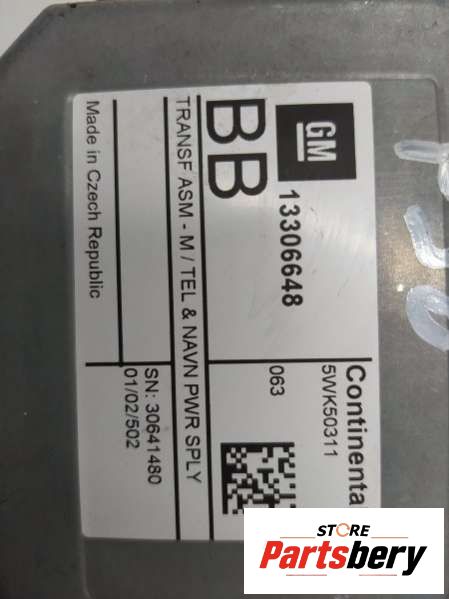 GM
13306648
Continenta
5WK50311
BB
063
TRANSF ASM - M / TEL & NAVN PWR SPLY
SN: 30641480
01/02/502
Made in Czech Republic
STORE
Partsbery